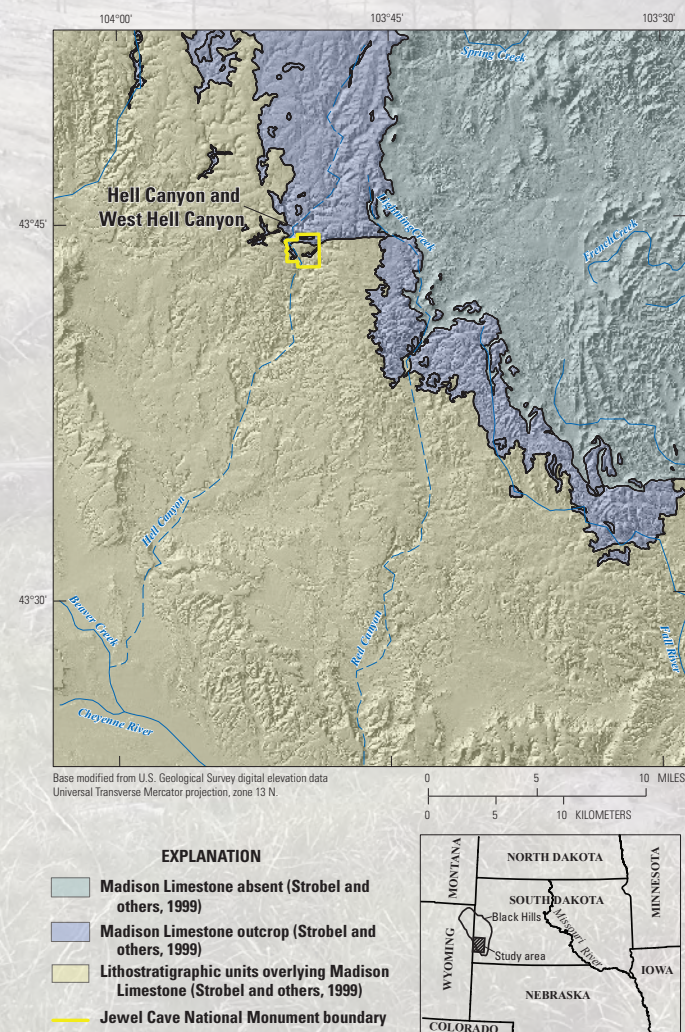 104°00'
103°45'
103°30'
Spring Creek
Hell Canyon and
West Hell Canyon
Lightning Creek
43°45'
French Creek
Hell Canyon
43°30'
Beaver Creek
Red Canyon
Fall River
Cheyenne River
Base modified from U.S. Geological Survey digital elevation data
Universal Transverse Mercator projection, zone 13 N.
0 5 10 MILES
0 5 10 KILOMETERS
EXPLANATION
Madison Limestone absent (Strobel and
others, 1999)
Madison Limestone outcrop (Strobel and
others, 1999)
Lithostratigraphic units overlying Madison
Limestone (Strobel and others, 1999)
Jewel Cave National Monument boundary
MONTANA
NORTH DAKOTA
MINNESOTA
SOUTH DAKOTA
Black Hills
Missouri River
WYOMING
Study area
IOWA
NEBRASKA
COLORADO